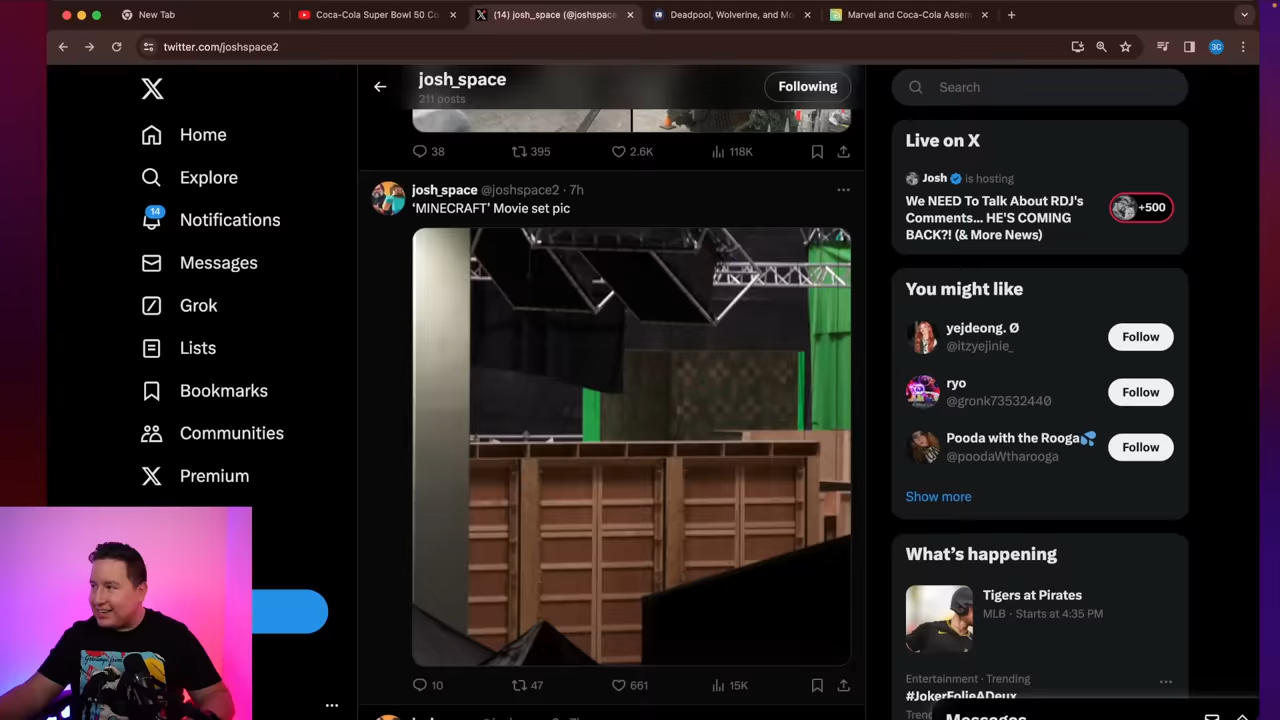 New Tab
Coca-Cola Super Bowl 50 Co
(14) josh_space (@joshspace
Deadpool, Wolverine, and Mo
Marvel and Coca-Cola Assem
twitter.com/joshspace2
3C
Home
Explore
14
Notifications
Messages
Grok
Lists
Bookmarks
Communities
Premium
josh_space
211 posts
Following
38
395
2.6K
118K
josh_space @joshspace2 · 7h
‘MINECRAFT’ Movie set pic
10
47
661
15K
Search
Live on X
Josh is hosting
We NEED To Talk About RDJ's
Comments... HE'S COMING
BACK?! (& More News)
+500
You might like
yejdeong. Ø
@itzyejinie_
Follow
ryo
@gronk73532440
Follow
Pooda with the Rooga💦
@poodaWtharooga
Follow
Show more
What’s happening
Tigers at Pirates
MLB · Starts at 4:35 PM
Entertainment · Trending
#JokerFolieADeux
Messages